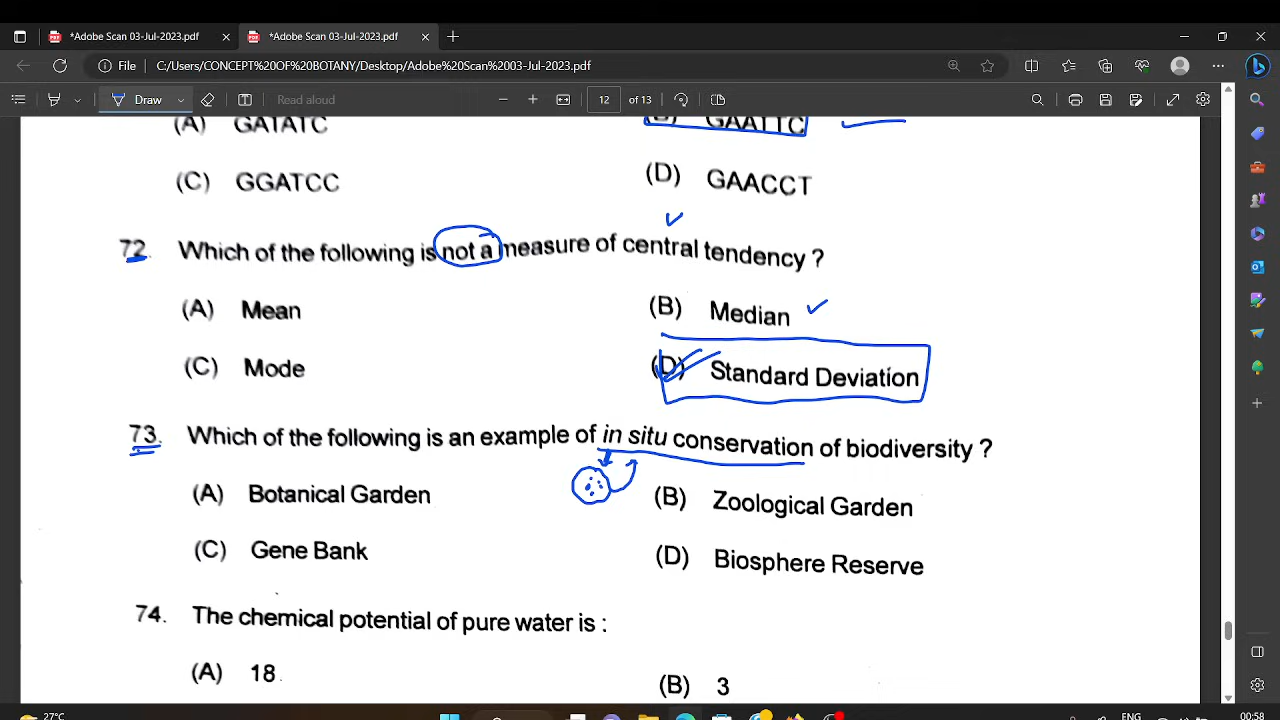 *Adobe Scan 03-Jul-2023.pdf
*Adobe Scan 03-Jul-2023.pdf
File C:/Users/CONCEPT%20OF%20BOTANY/Desktop/Adobe%20Scan%2003-Jul-2023.pdf
Draw Read aloud 12 of 13
(A) GATATC GAATTC
(C) GGATCC (D) GAACCT
72. Which of the following is not a measure of central tendency ?
(A) Mean (B) Median
(C) Mode (D) Standard Deviation
73. Which of the following is an example of in situ conservation of biodiversity ?
(A) Botanical Garden (B) Zoological Garden
(C) Gene Bank (D) Biosphere Reserve
74. The chemical potential of pure water is :
(A) 18 (B) 3
27°C 00:58